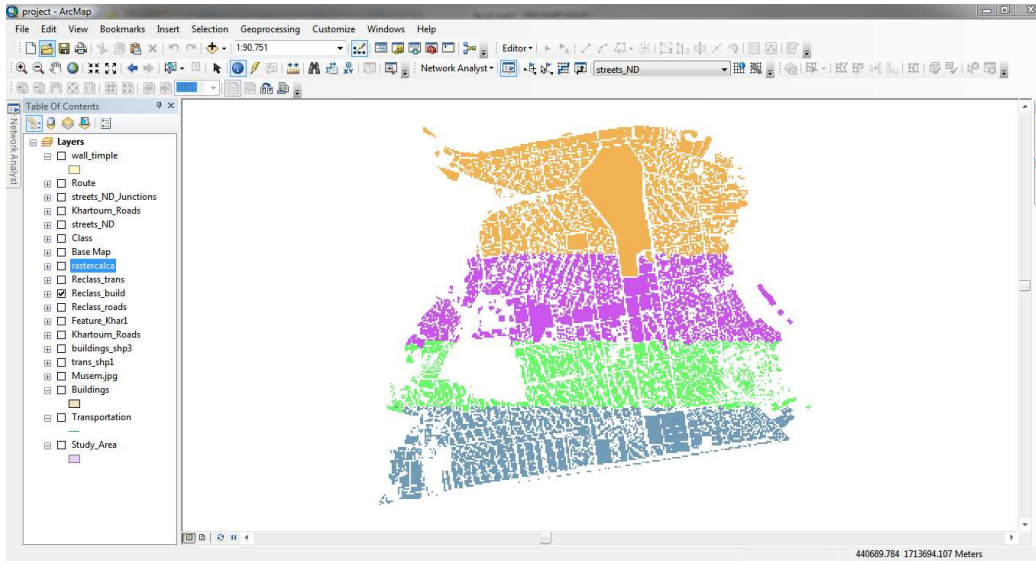 project - ArcMap
File Edit View Bookmarks Insert Selection Geoprocessing Customize Windows Help
1:90,751 Editor
Network Analyst streets_ND
Table Of Contents
Network Analyst
Layers
wall_timple
Route
streets_ND_Junctions
Khartoum_Roads
streets_ND
Class
Base Map
rastercalca
Reclass_trans
Reclass_build
Reclass_roads
Feature_Khar1
Khartoum_Roads
buildings_shp3
trans_shp1
Musem.jpg
Buildings
Transportation
Study_Area
440689.784 1713694.107 Meters